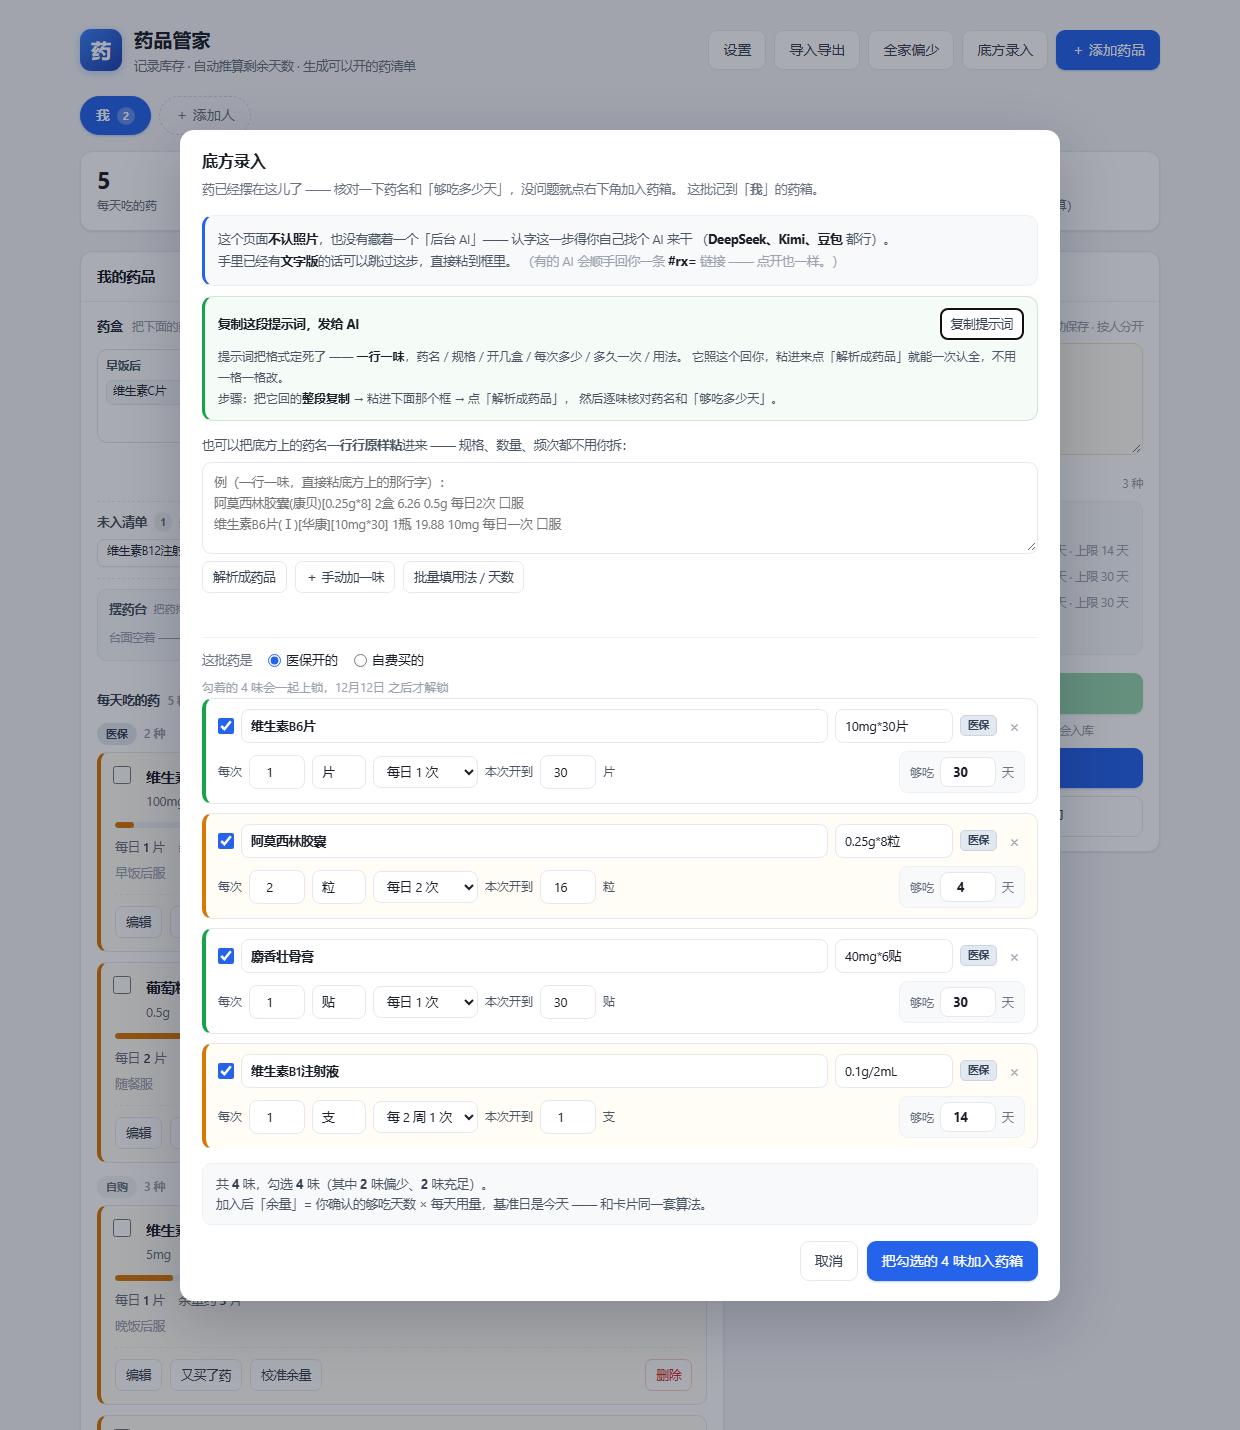 药
药品管家
记录库存 · 自动推算剩余天数 · 生成可以开的药清单
设置
导入导出
全家偏少
底方录入
+ 添加药品
我 2
+ 添加人
5
每天吃的药
算)
底方录入
药已经摆在这儿了 —— 核对一下药名和「够吃多少天」，没问题就点右下角加入药箱。 这批记到「我」的药箱。
这个页面不认照片，也没有藏着一个「后台 AI」—— 认字这一步得你自己找个 AI 来干 （DeepSeek、Kimi、豆包 都行）。
手里已经有文字版的话可以跳过这步，直接粘到框里。 （有的 AI 会顺手回你一条 #rx= 链接 —— 点开也一样。）
复制这段提示词，发给 AI
复制提示词
提示词把格式定死了 —— 一行一味，药名 / 规格 / 开几盒 / 每次多少 / 多久一次 / 用法。 它照这个回你，粘进来点「解析成药品」就能一次认全，不用
一格一格改。
步骤：把它回的整段复制 → 粘进下面那个框 → 点「解析成药品」， 然后逐味核对药名和「够吃多少天」。
也可以把底方上的药名一行行原样粘进来 —— 规格、数量、频次都不用你拆：
例（一行一味，直接粘底方上的那行字）：
阿莫西林胶囊(康贝)[0.25g*8] 2盒 6.26 0.5g 每日2次 口服
维生素B6片(Ⅰ)[华康][10mg*30] 1瓶 19.88 10mg 每日一次 口服
解析成药品
+ 手动加一味
批量填用法 / 天数
这批药是 医保开的 自费买的
勾着的 4 味会一起上锁，12月12日 之后才解锁
维生素B6片 10mg*30片 医保 ×
每次 1 片 每日 1 次 本次开到 30 片 够吃 30 天
阿莫西林胶囊 0.25g*8粒 医保 ×
每次 2 粒 每日 2 次 本次开到 16 粒 够吃 4 天
麝香壮骨膏 40mg*6贴 医保 ×
每次 1 贴 每日 1 次 本次开到 30 贴 够吃 30 天
维生素B1注射液 0.1g/2mL 医保 ×
每次 1 支 每 2 周 1 次 本次开到 1 支 够吃 14 天
共 4 味，勾选 4 味（其中 2 味偏少、2 味充足）。
加入后「余量」= 你确认的够吃天数 × 每天用量，基准日是今天 —— 和卡片同一套算法。
取消
把勾选的 4 味加入药箱
我的药品
药盒 把下面的
早饭后
维生素C片
未入清单 1
维生素B12注
摆药台
台面空着 ——
每天吃的药 5
医保 2 种
100mg
每日 1 片
早饭后服
编辑
0.5g
每日 2 片
随餐服
编辑
自购 3 种
5mg
每日 1 片
晚饭后服
编辑
又买了药
校准余量
删除
保存 · 按人分开
3 种
天 · 上限 14 天
天 · 上限 30 天
天 · 上限 30 天
会入库